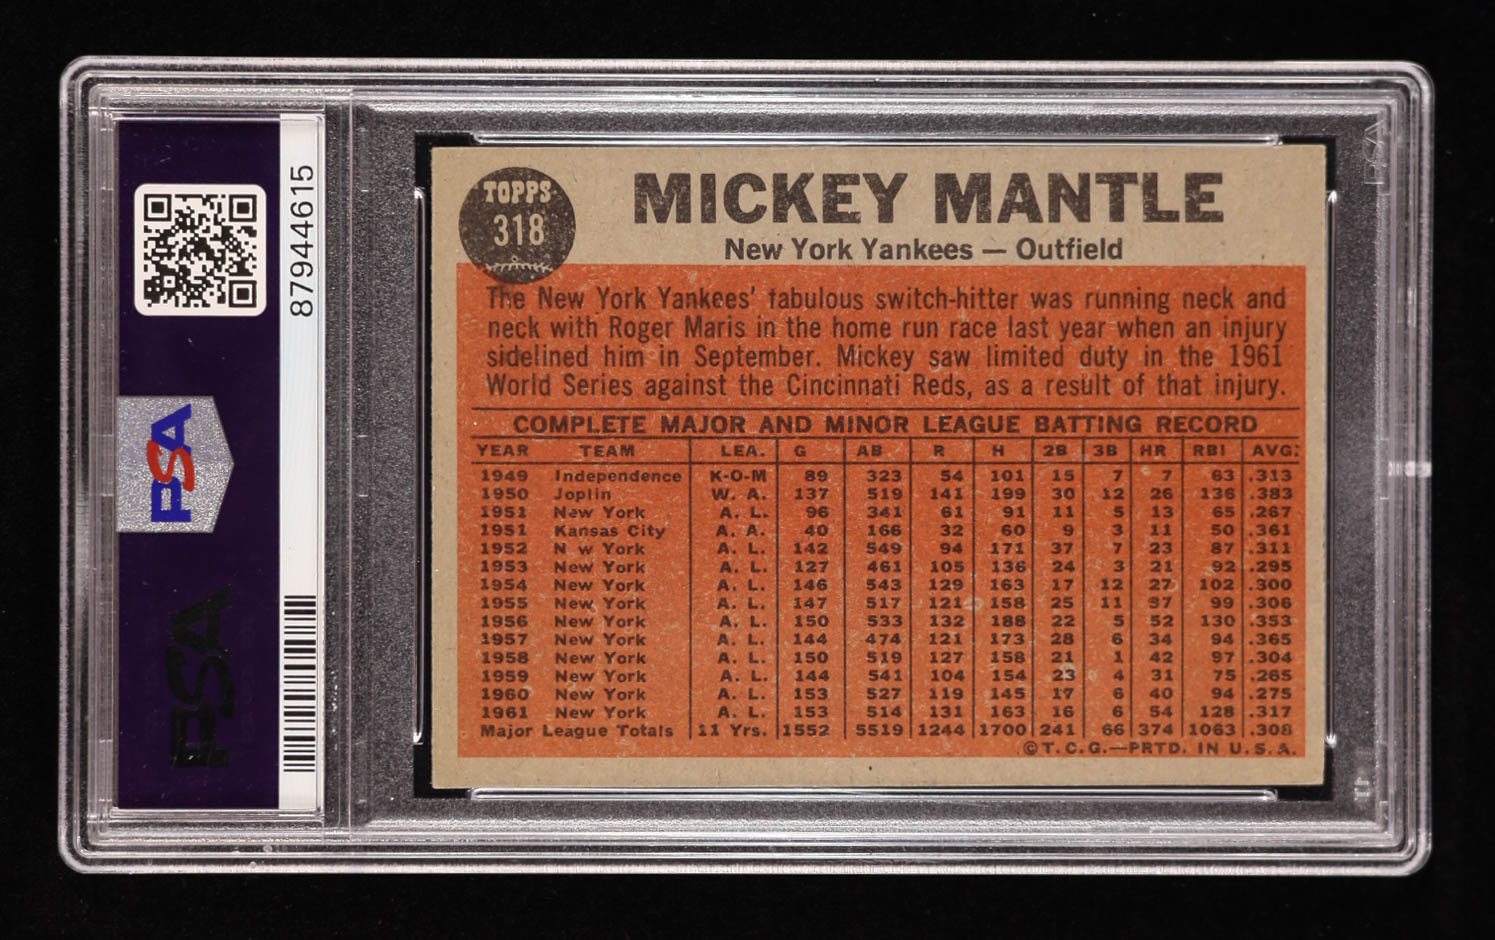 87944615
PSA
PSA
TOPPS
318
MICKEY MANTLE
New York Yankees — Outfield
The New York Yankees' fabulous switch-hitter was running neck and
neck with Roger Maris in the home run race last year when an injury
sidelined him in September. Mickey saw limited duty in the 1961
World Series against the Cincinnati Reds, as a result of that injury.
COMPLETE MAJOR AND MINOR LEAGUE BATTING RECORD
YEAR TEAM LEA. G AB R H 2B 3B HR RBI AVG.
1949 Independence K-O-M 89 323 54 101 15 7 7 63 .313
1950 Joplin W. A. 137 519 141 199 30 12 26 136 .383
1951 New York A. L. 96 341 61 91 11 5 13 65 .267
1951 Kansas City A. A. 40 166 32 60 9 3 11 50 .361
1952 N w York A. L. 142 549 94 171 37 7 23 87 .311
1953 New York A. L. 127 461 105 136 24 3 21 92 .295
1954 New York A. L. 146 543 129 163 17 12 27 102 .300
1955 New York A. L. 147 517 121 158 25 11 37 99 .306
1956 New York A. L. 150 533 132 188 22 5 52 130 .353
1957 New York A. L. 144 474 121 173 28 6 34 94 .365
1958 New York A. L. 150 519 127 158 21 1 42 97 .304
1959 New York A. L. 144 541 104 154 23 4 31 75 .265
1960 New York A. L. 153 527 119 145 17 6 40 94 .275
1961 New York A. L. 153 514 131 163 16 6 54 128 .317
Major League Totals 11 Yrs. 1552 5519 1244 1700 241 66 374 1063 .308
©T.C.G.—PRTD. IN U.S.A.